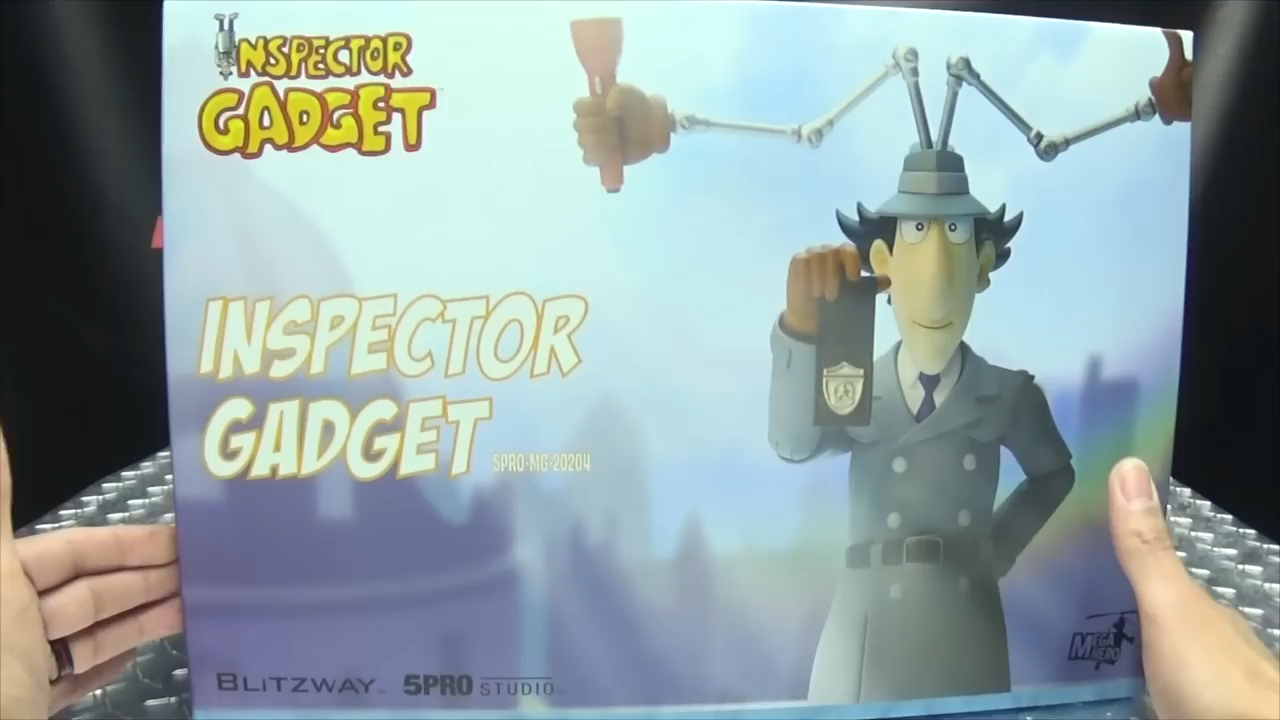 INSPECTOR
GADGET
INSPECTOR
GADGET
5PRO-MG-20204
BLITZWAY
5PRO STUDIO
MEGA
HERO